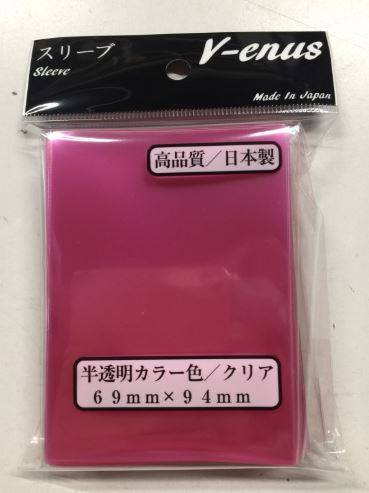 スリーブ
Sleeve
V-enus
Made In Japan
高品質／日本製
半透明カラー色／クリア
６９mm×９４mm